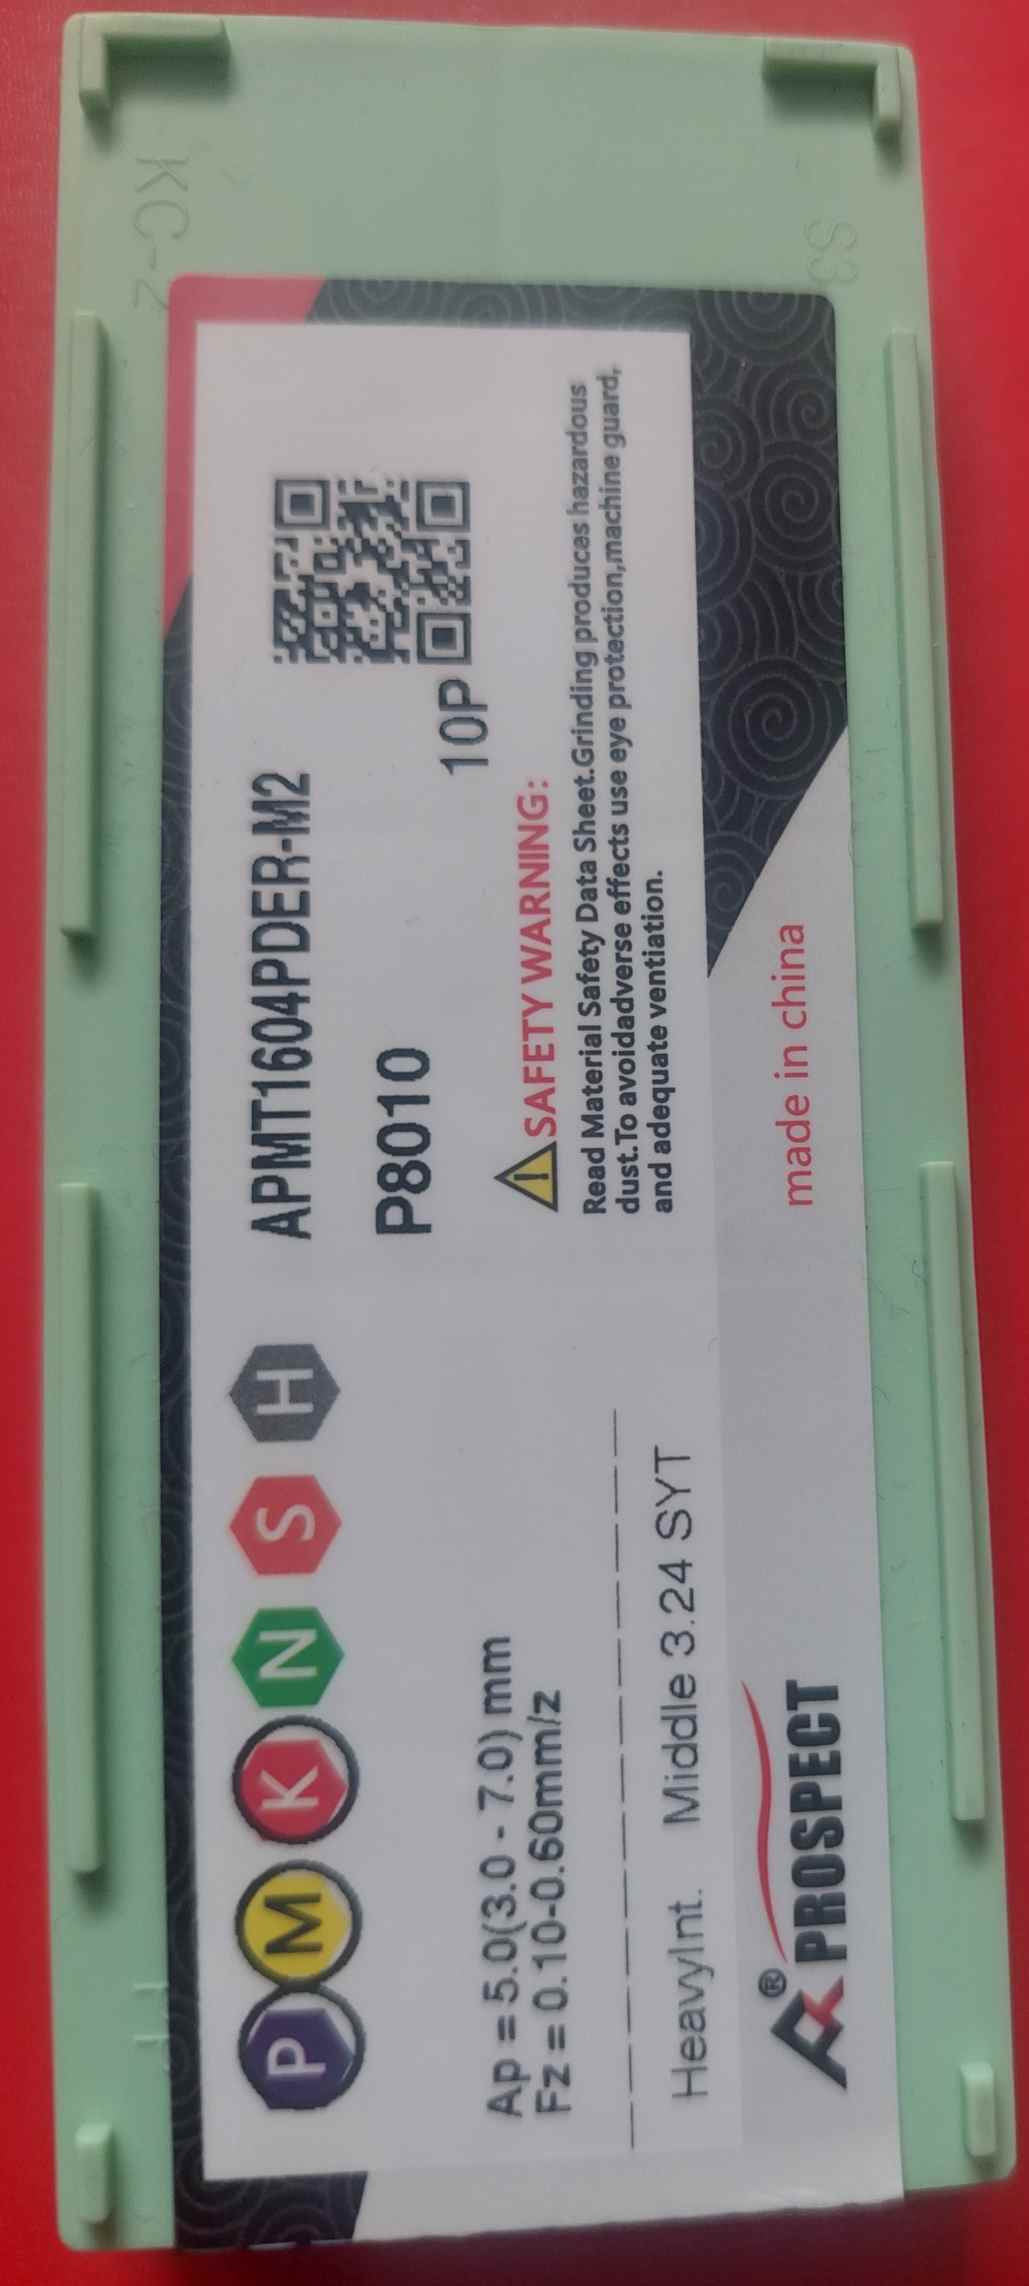 KC-2
S3
P M K N S H
APMT1604PDER-M2
P8010
10P
Ap = 5.0(3.0 - 7.0) mm
Fz = 0.10-0.60mm/z
SAFETY WARNING:
Read Material Safety Data Sheet.Grinding produces hazardous
dust.To avoidadverse effects use eye protection,machine guard,
and adequate ventiation.
HeavyInt. Middle 3.24 SYT
® PROSPECT
made in china